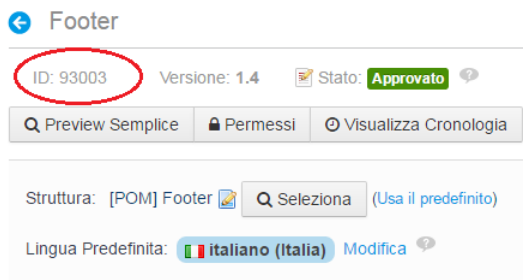 Footer
ID: 93003 Versione: 1.4 Stato: Approvato ?
Preview Semplice Permessi Visualizza Cronologia
Struttura: [POM] Footer Seleziona (Usa il predefinito)
Lingua Predefinita: italiano (Italia) Modifica ?